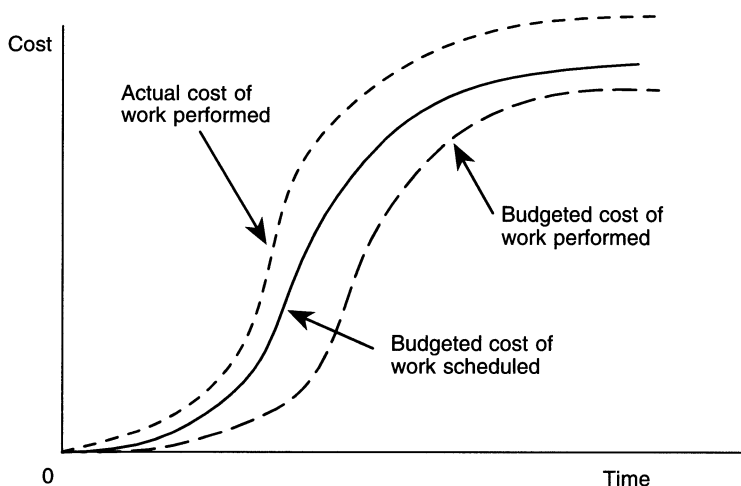 Cost
Actual cost of
work performed
Budgeted cost of
work performed
Budgeted cost of
work scheduled
0
Time